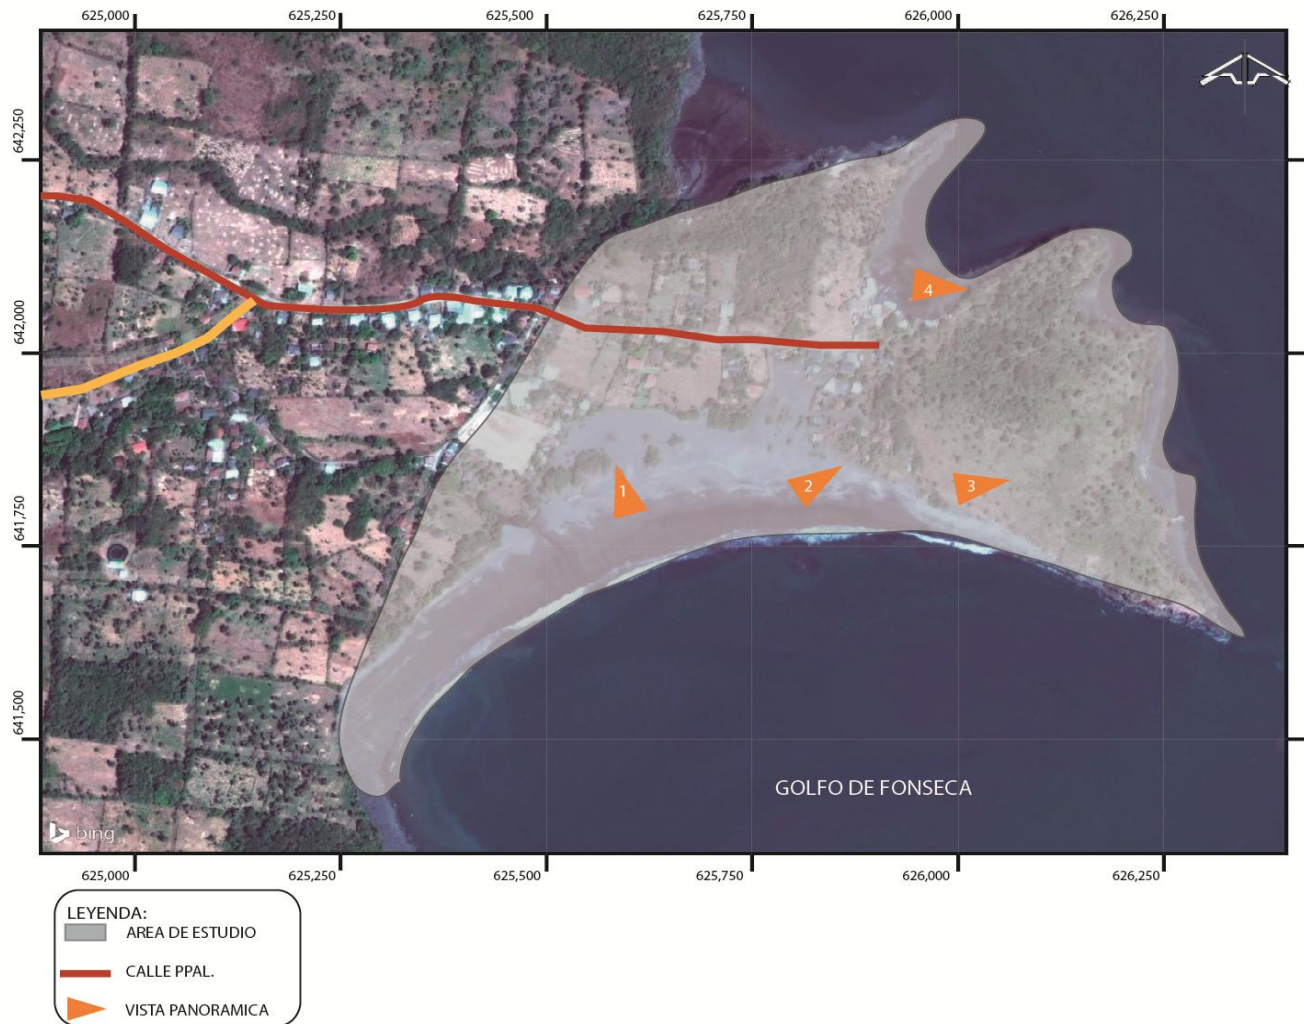 625,000 625,250 625,500 625,750 626,000 626,250
642,250
642,000
641,750
641,500
4
1
2
3
GOLFO DE FONSECA
bing
625,000 625,250 625,500 625,750 626,000 626,250
LEYENDA:
AREA DE ESTUDIO
CALLE PPAL.
VISTA PANORAMICA